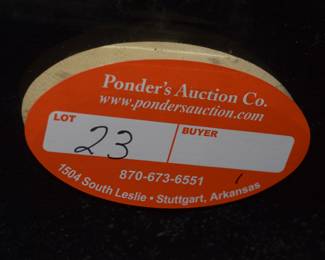 Ponder's Auction Co.
www.pondersauction.com
LOT
BUYER
23
870-673-6551
1504 South Leslie • Stuttgart, Arkansas